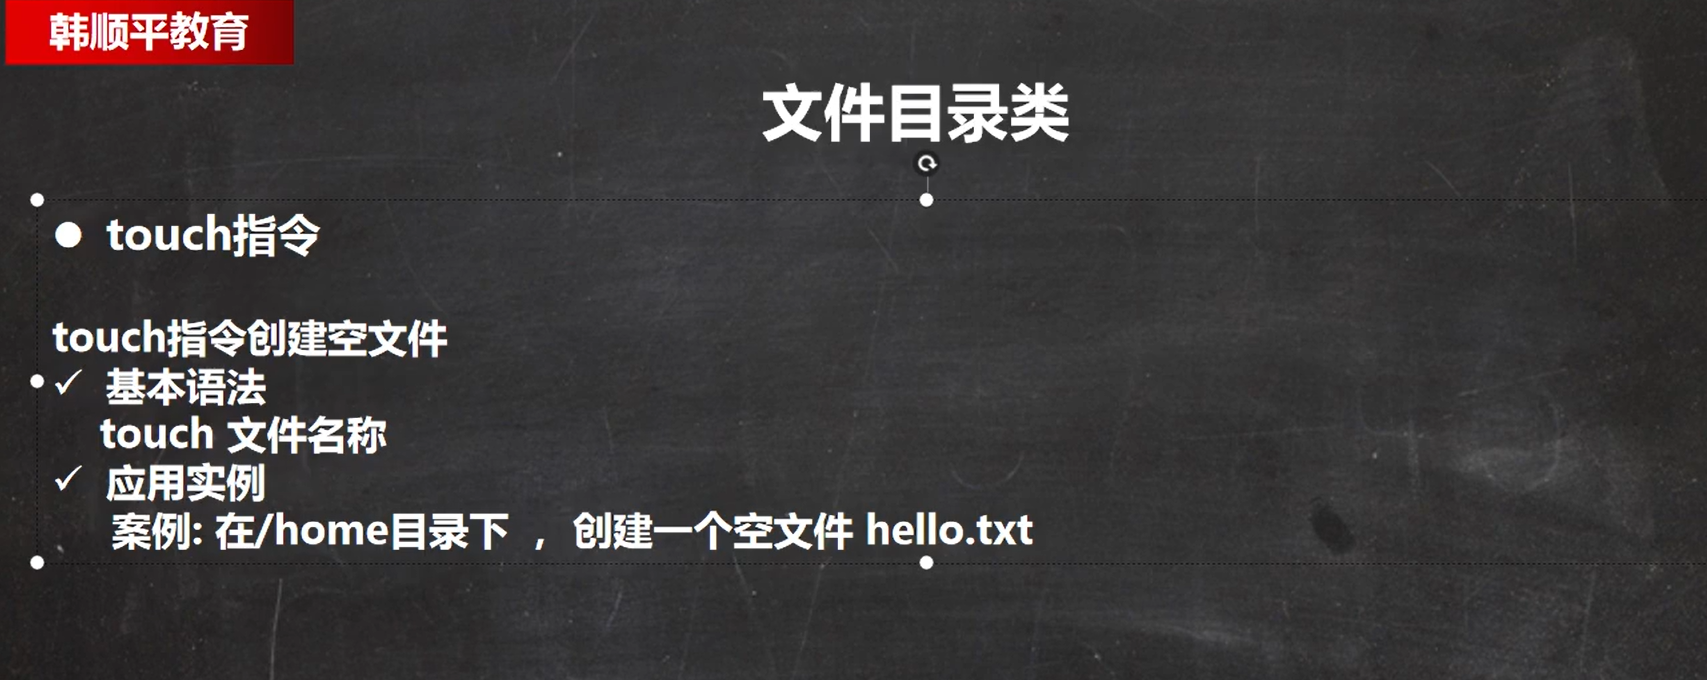 韩顺平教育
文件目录类
● touch指令
touch指令创建空文件
✓ 基本语法
touch 文件名称
✓ 应用实例
案例: 在/home目录下 ， 创建一个空文件 hello.txt